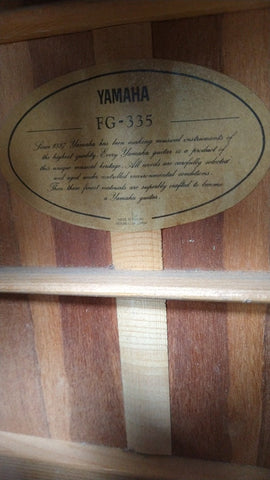 YAMAHA
FG-335
Since 1887 Yamaha has been making musical instruments of
the highest quality. Every Yamaha guitar is a product of
this unique musical heritage. All woods are carefully selected
and aged under controlled environmental conditions.
Then these finest materials are superbly crafted to become
a Yamaha guitar.